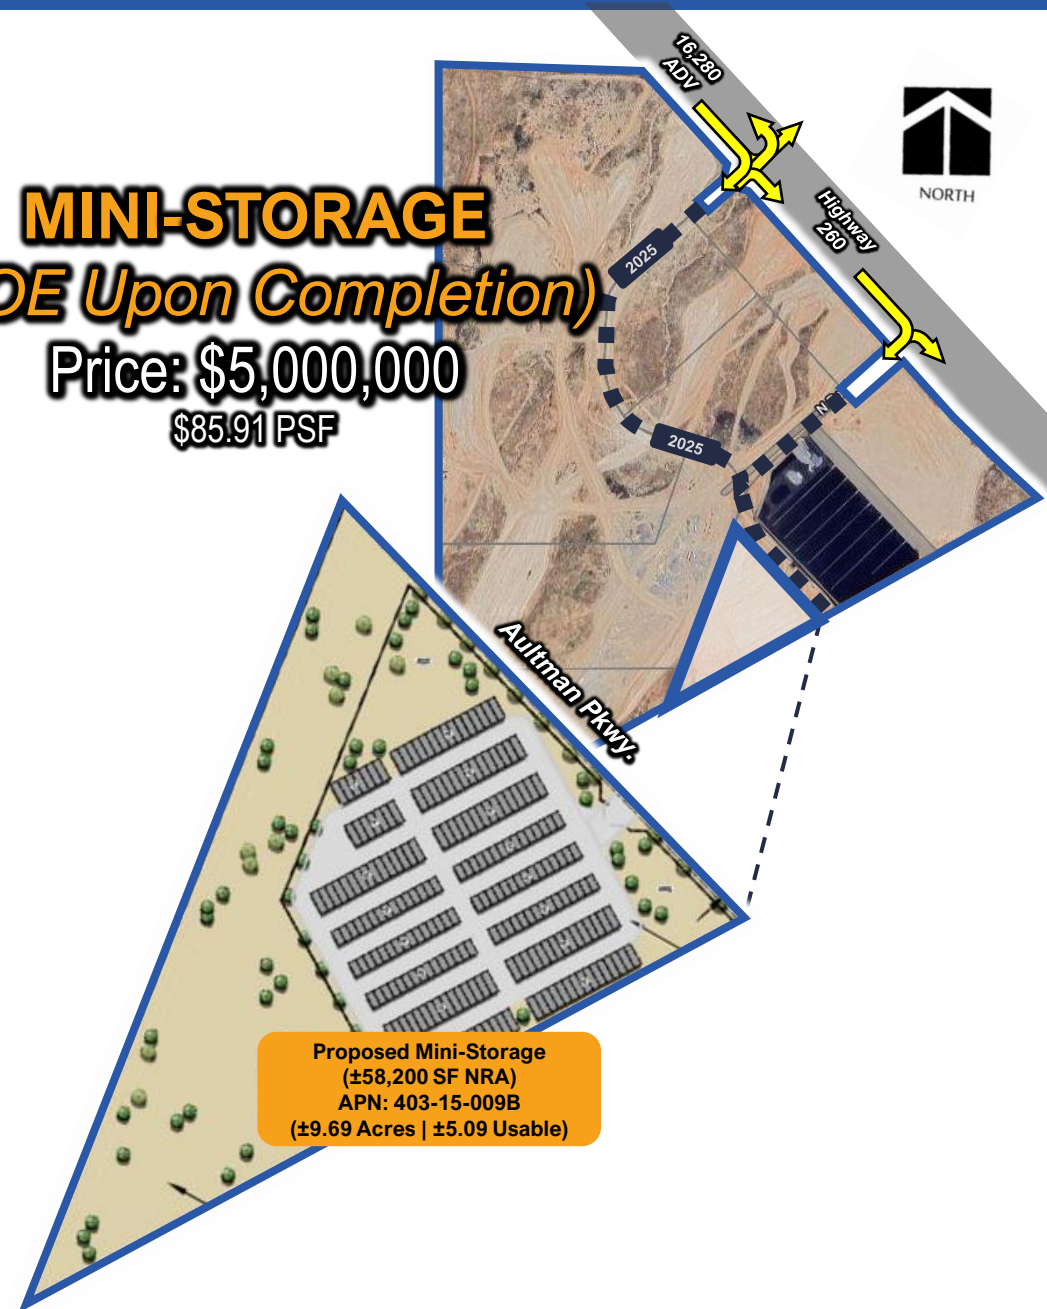 16,280
ADV
NORTH
Highway
260
MINI-STORAGE
OE Upon Completion)
Price: $5,000,000
$85.91 PSF
2025
2025
N
Aultman Pkwy.
Proposed Mini-Storage
(±58,200 SF NRA)
APN: 403-15-009B
(±9.69 Acres | ±5.09 Usable)